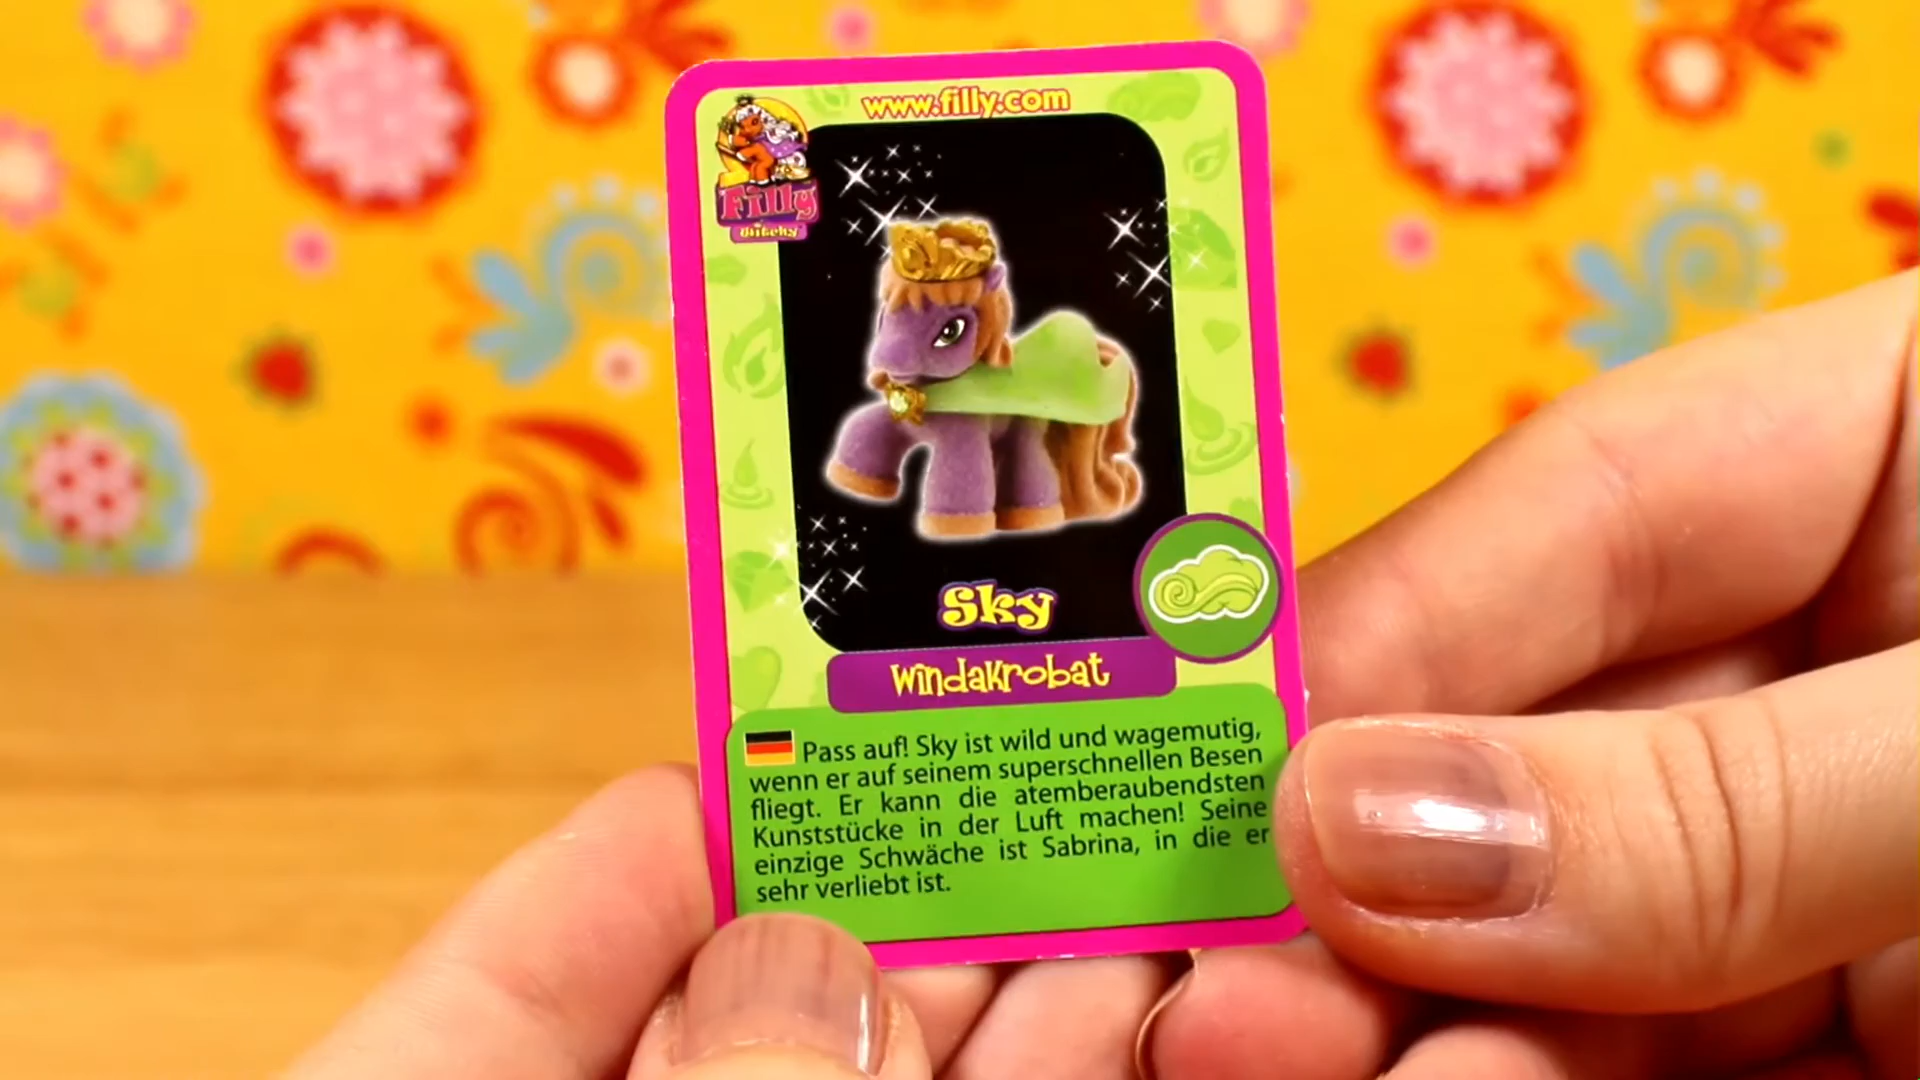 www.filly.com
Filly
Witchy
Sky
Windakrobat
Pass auf! Sky ist wild und wagemutig,
wenn er auf seinem superschnellen Besen
fliegt. Er kann die atemberaubendsten
Kunststücke in der Luft machen! Seine
einzige Schwäche ist Sabrina, in die er
sehr verliebt ist.